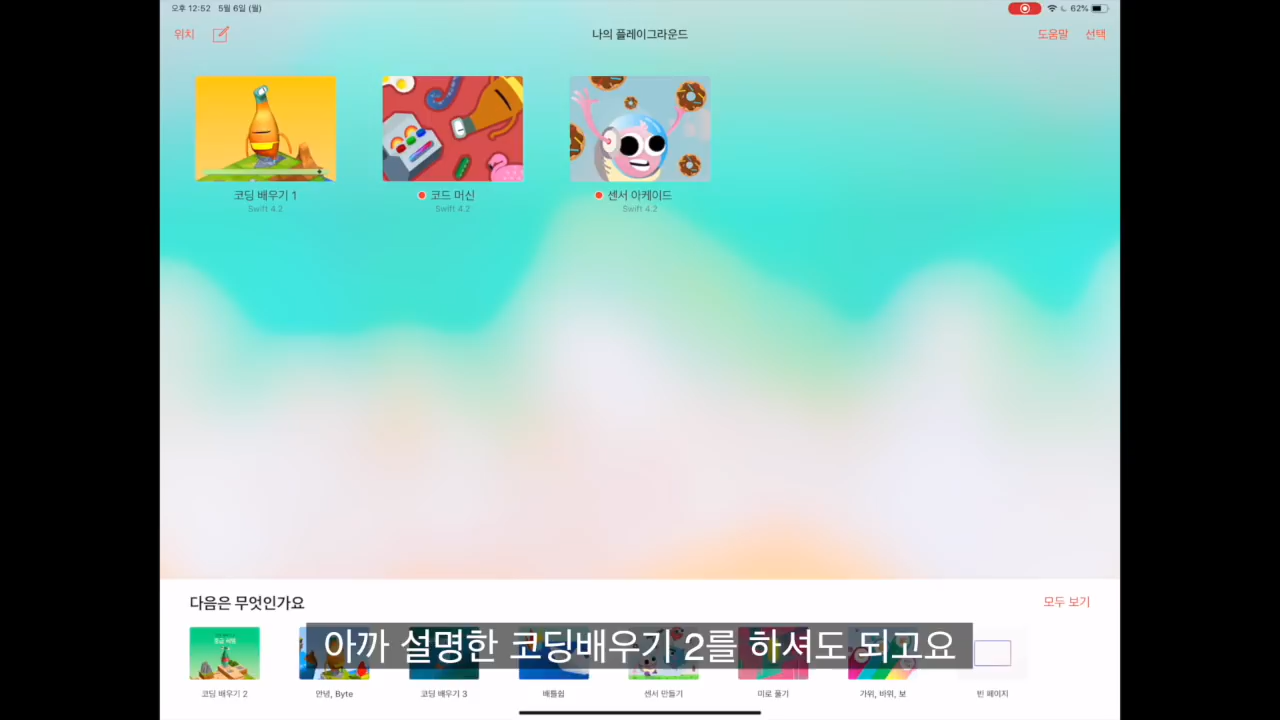 오후 12:52 5월 6일 (월)
62%
위치
나의 플레이그라운드
도움말 선택
코딩 배우기 1
Swift 4.2
코드 머신
Swift 4.2
센서 아케이드
Swift 4.2
다음은 무엇인가요
모두 보기
아까 설명한 코딩배우기 2를 하셔도 되고요
코딩 배우기 2
안녕, Byte
코딩 배우기 3
배틀쉽
센서 만들기
미로 풀기
가위, 바위, 보
빈 페이지